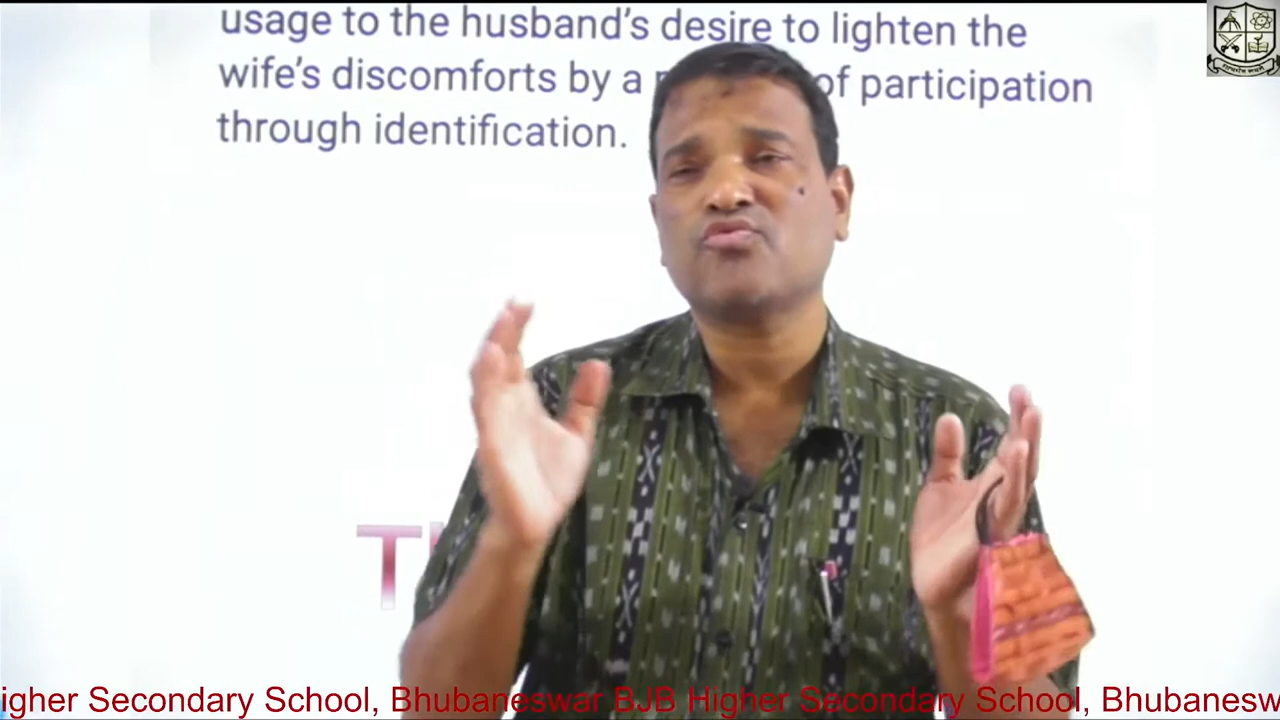 usage to the husband's desire to lighten the
wife's discomforts by a of participation
through identification.
igher Secondary School, Bhubaneswar BJB Higher Secondary School, Bhubanesw